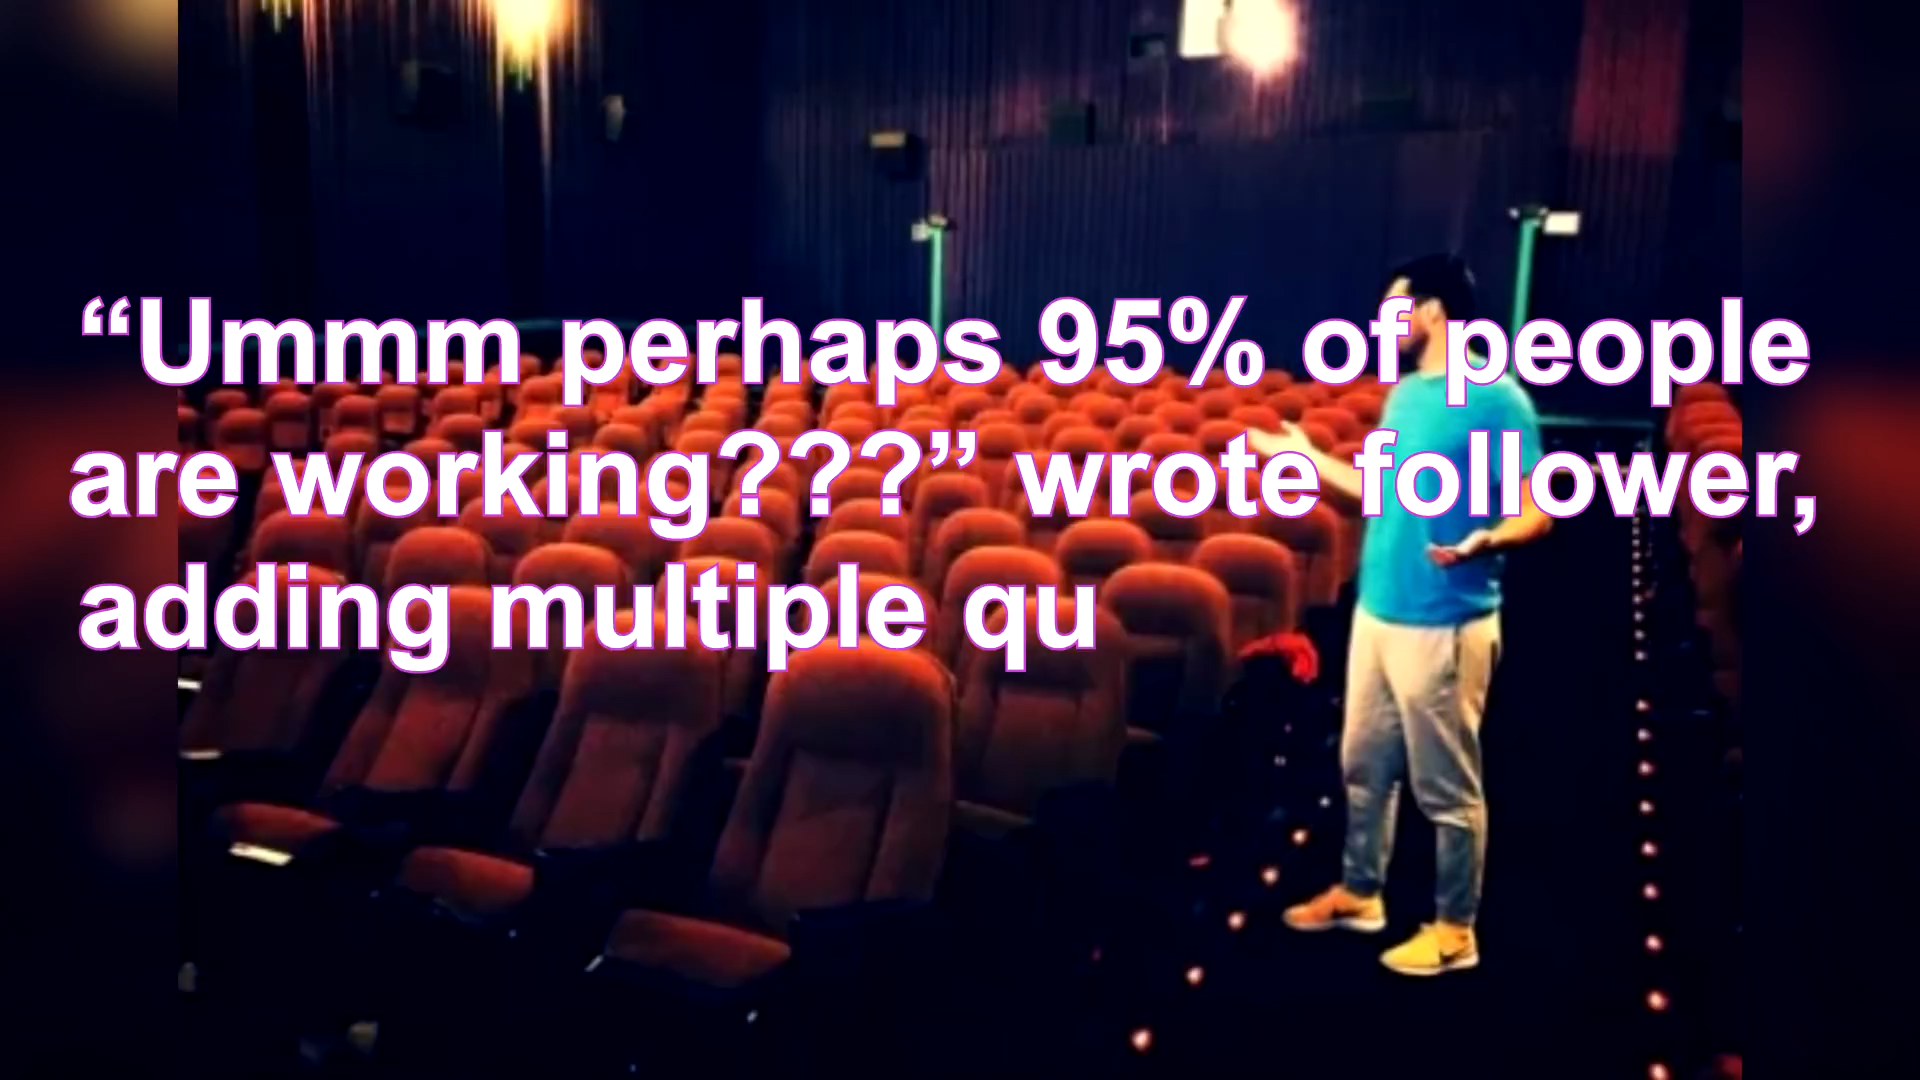 “Ummm perhaps 95% of people
are working???” wrote follower,
adding multiple qu